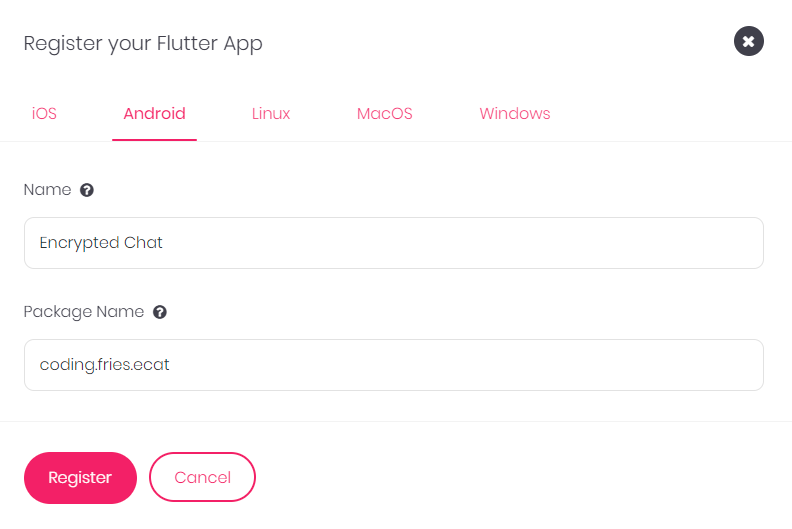 Register your Flutter App
iOS Android Linux MacOS Windows
Name
Encrypted Chat
Package Name
coding.fries.ecat
Register Cancel